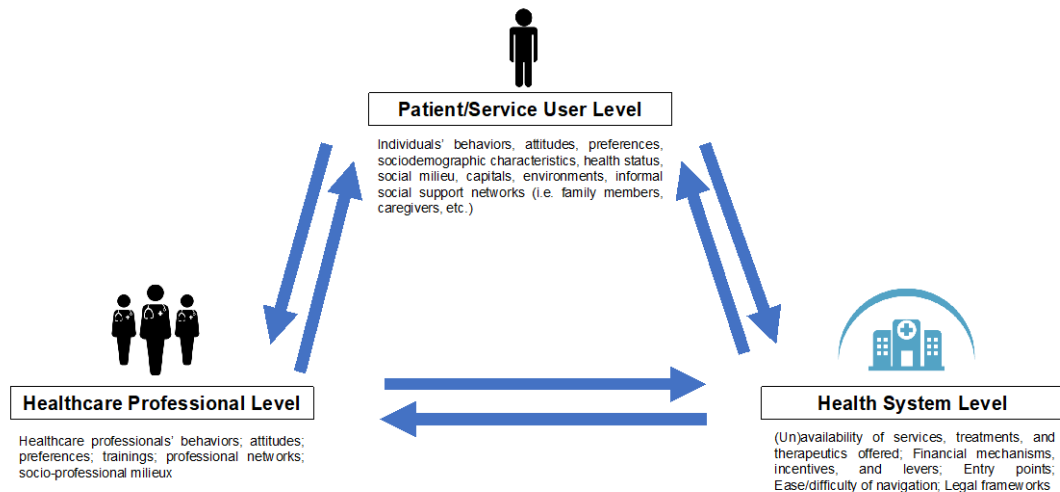 Patient/Service User Level
Individuals' behaviors, attitudes, preferences,
sociodemographic characteristics, health status,
social milieu, capitals, environments, informal
social support networks (i.e. family members,
caregivers, etc.)
Healthcare Professional Level
Healthcare professionals' behaviors; attitudes;
preferences; trainings; professional networks;
socio-professional milieux
Health System Level
(Un)availability of services, treatments, and
therapeutics offered; Financial mechanisms,
incentives, and levers; Entry points;
Ease/difficulty of navigation; Legal frameworks